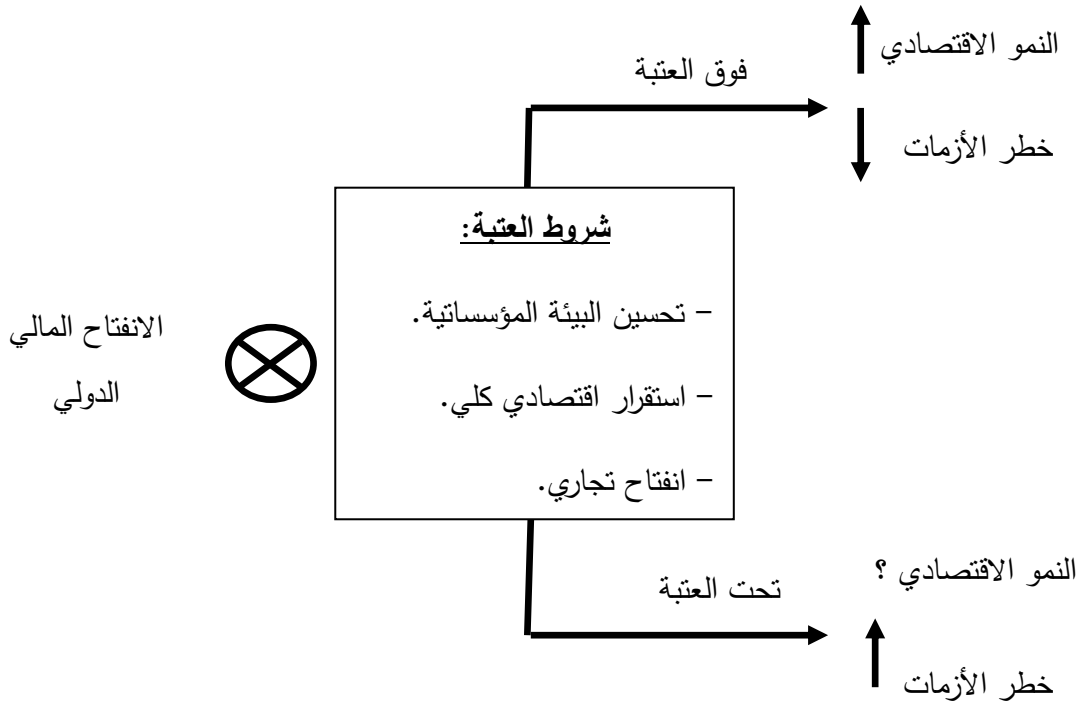 النمو الاقتصادي
فوق العتبة
خطر الأزمات
شروط العتبة:
- تحسين البيئة المؤسساتية.
الانفتاح المالي
الدولي
- استقرار اقتصادي كلي.
- انفتاح تجاري.
النمو الاقتصادي ؟
تحت العتبة
خطر الأزمات